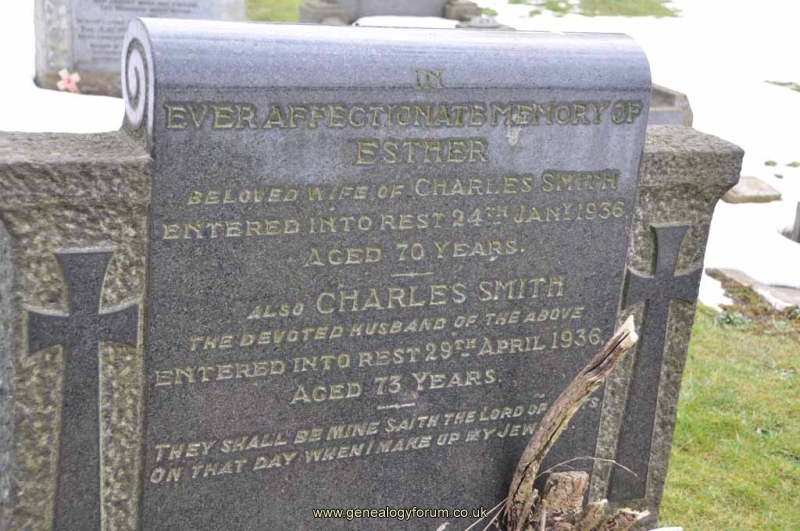 IN
EVER AFFECTIONATE MEMORY OF
ESTHER
BELOVED WIFE OF CHARLES SMITH
ENTERED INTO REST 24TH JANY. 1936.
AGED 70 YEARS.
ALSO CHARLES SMITH
THE DEVOTED HUSBAND OF THE ABOVE
ENTERED INTO REST 29TH APRIL 1936,
AGED 73 YEARS.
THEY SHALL BE MINE SAITH THE LORD OF
ON THAT DAY WHEN I MAKE UP MY
www.genealogyforum.co.uk